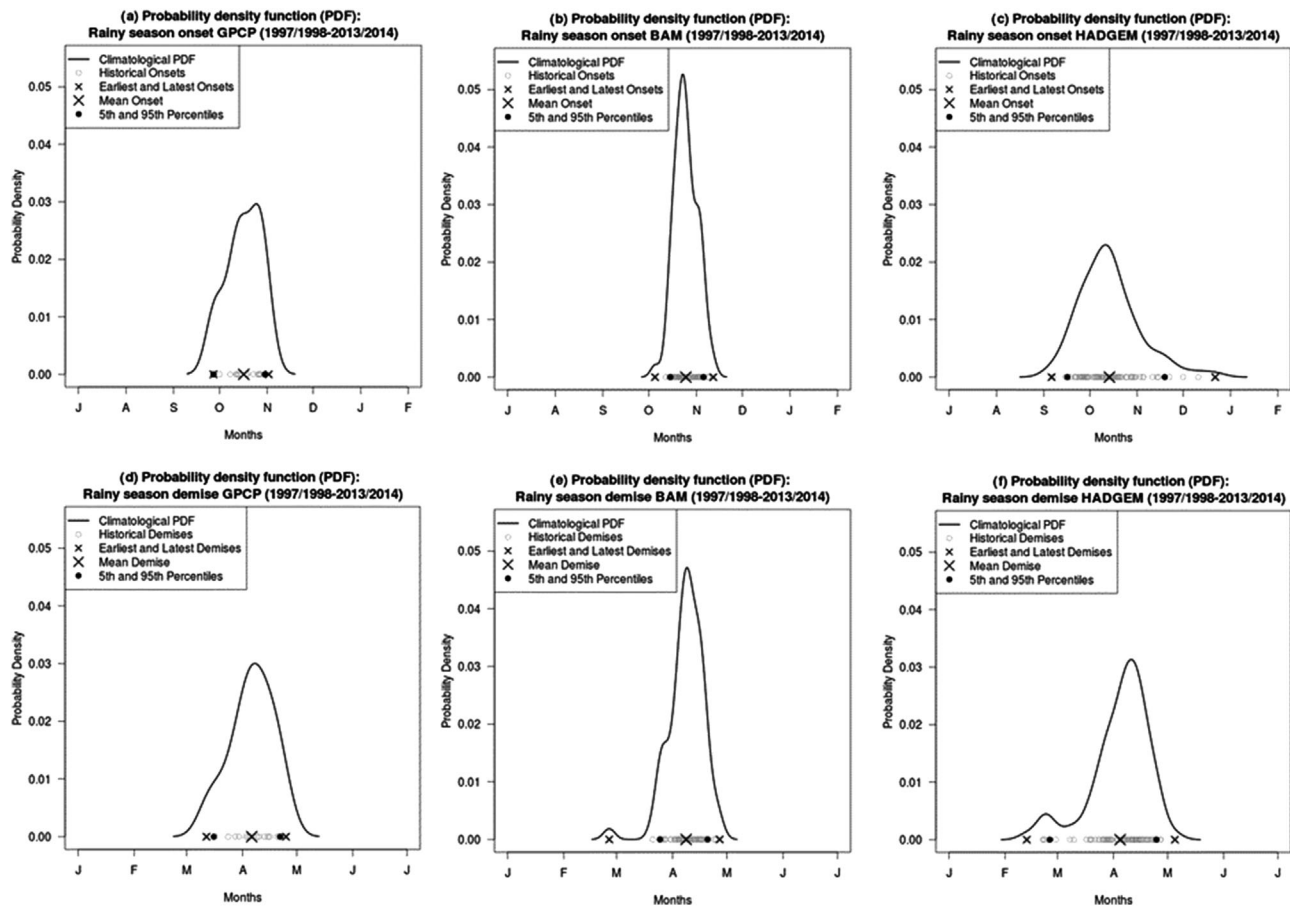 (a) Probability density function (PDF):
Rainy season onset GPCP (1997/1998-2013/2014)
Climatological PDF
Historical Onsets
Earliest and Latest Onsets
Mean Onset
5th and 95th Percentiles
Probability Density
0.05
0.04
0.03
0.02
0.01
0.00
J A S O N D J F
Months
(b) Probability density function (PDF):
Rainy season onset BAM (1997/1998-2013/2014)
Climatological PDF
Historical Onsets
Earliest and Latest Onsets
Mean Onset
5th and 95th Percentiles
Probability Density
0.05
0.04
0.03
0.02
0.01
0.00
J A S O N D J F
Months
(c) Probability density function (PDF):
Rainy season onset HADGEM (1997/1998-2013/2014)
Climatological PDF
Historical Onsets
Earliest and Latest Onsets
Mean Onset
5th and 95th Percentiles
Probability Density
0.05
0.04
0.03
0.02
0.01
0.00
J A S O N D J F
Months
(d) Probability density function (PDF):
Rainy season demise GPCP (1997/1998-2013/2014)
Climatological PDF
Historical Demises
Earliest and Latest Demises
Mean Demise
5th and 95th Percentiles
Probability Density
0.05
0.04
0.03
0.02
0.01
0.00
J F M A M J J
Months
(e) Probability density function (PDF):
Rainy season demise BAM (1997/1998-2013/2014)
Climatological PDF
Historical Demises
Earliest and Latest Demises
Mean Demise
5th and 95th Percentiles
Probability Density
0.05
0.04
0.03
0.02
0.01
0.00
J F M A M J J
Months
(f) Probability density function (PDF):
Rainy season demise HADGEM (1997/1998-2013/2014)
Climatological PDF
Historical Demises
Earliest and Latest Demises
Mean Demise
5th and 95th Percentiles
Probability Density
0.05
0.04
0.03
0.02
0.01
0.00
J F M A M J J
Months